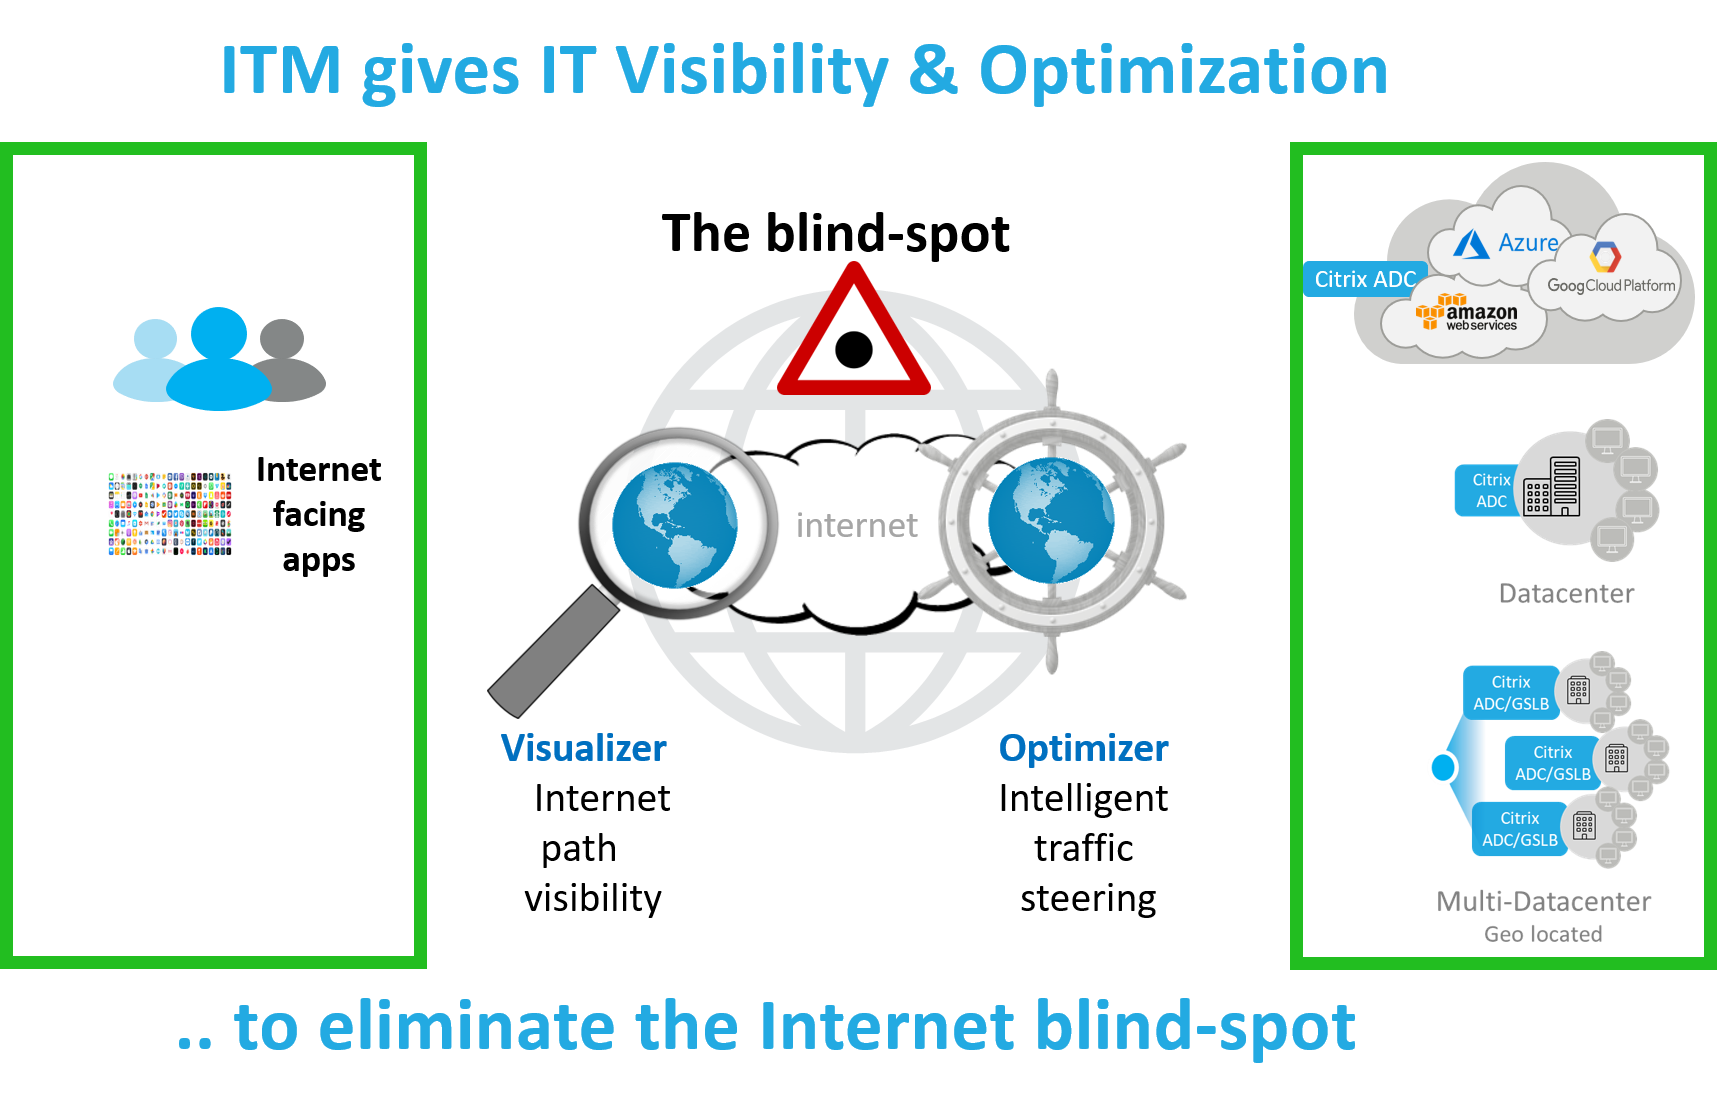 ITM gives IT Visibility & Optimization
The blind-spot
Internet
facing
apps
internet
Visualizer
Internet
path
visibility
Optimizer
Intelligent
traffic
steering
Azure
Citrix ADC
Goog Cloud Platform
amazon
web services
Citrix
ADC
Datacenter
Citrix
ADC/GSLB
Citrix
ADC/GSLB
Citrix
ADC/GSLB
Multi-Datacenter
Geo located
.. to eliminate the Internet blind-spot